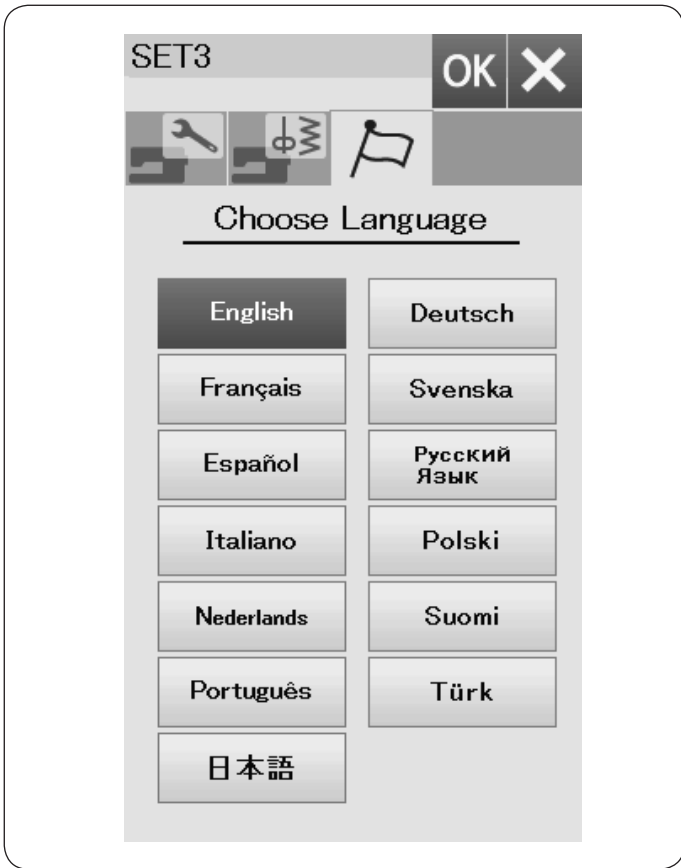 SET3
OK
Choose Language
English
Deutsch
Français
Svenska
Español
Русский
Язык
Italiano
Polski
Nederlands
Suomi
Português
Türk
日本語